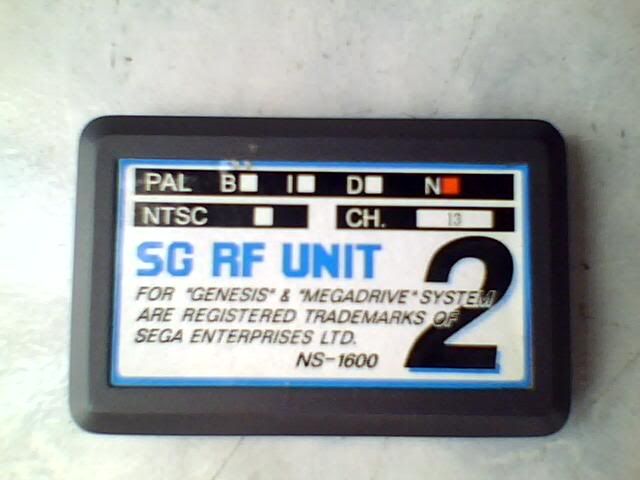 PAL B I D N
NTSC CH. 13
SG RF UNIT 2
FOR "GENESIS" & "MEGADRIVE" SYSTEM
ARE REGISTERED TRADEMARKS OF
SEGA ENTERPRISES LTD.
NS-1600